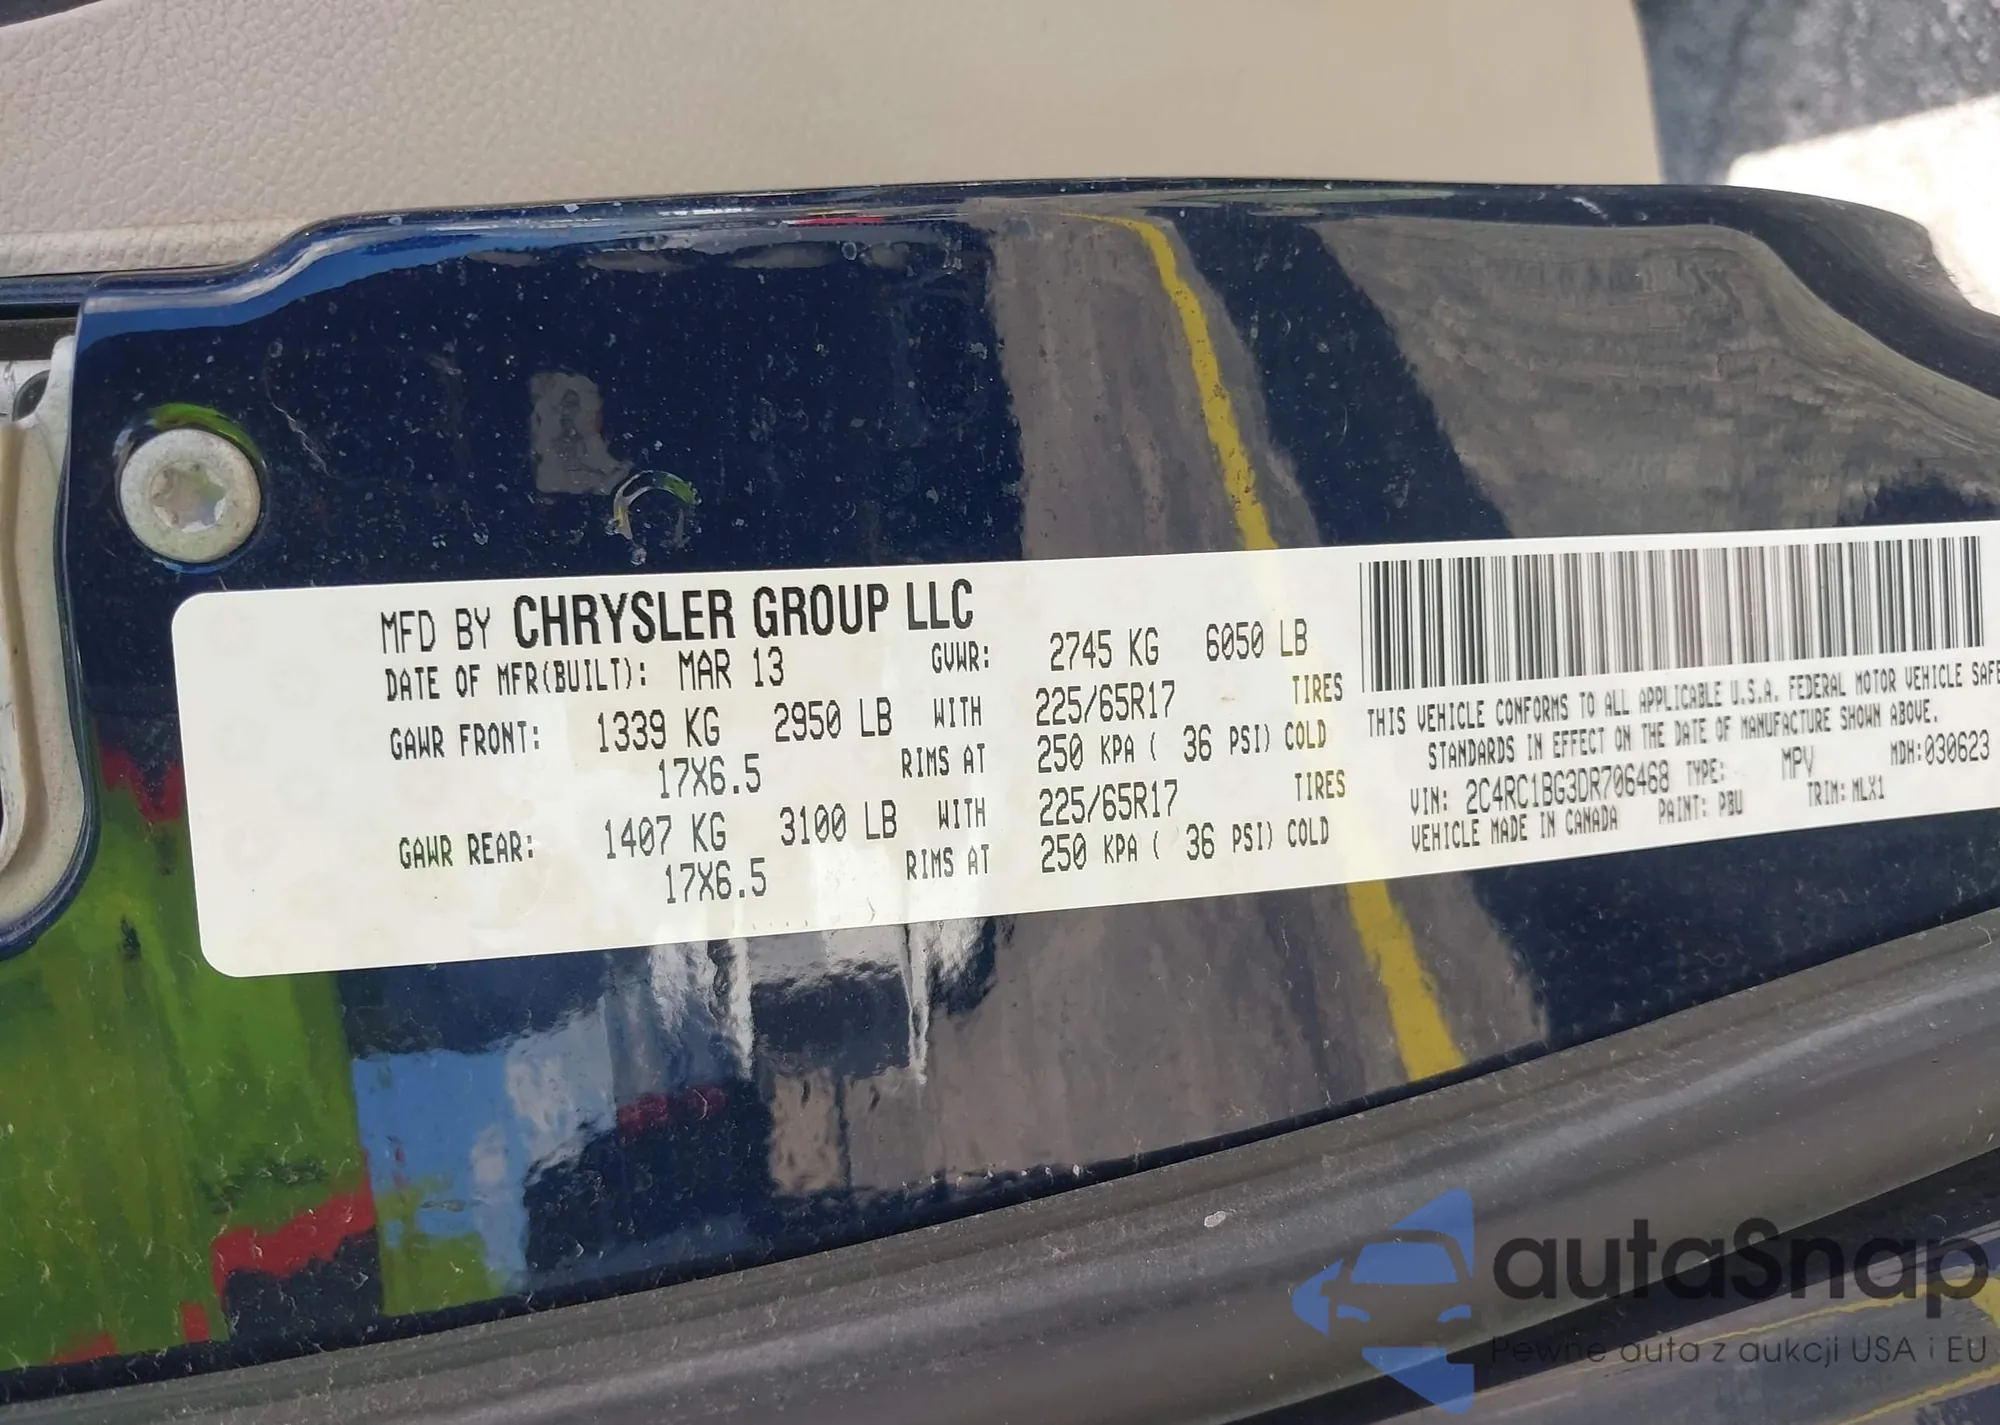 MFD BY CHRYSLER GROUP LLC
DATE OF MFR(BUILT): MAR 13 GVWR: 2745 KG 6050 LB
GAWR FRONT: 1339 KG 2950 LB WITH 225/65R17 TIRES
17X6.5 RIMS AT 250 KPA ( 36 PSI) COLD
GAWR REAR: 1407 KG 3100 LB WITH 225/65R17 TIRES
17X6.5 RIMS AT 250 KPA ( 36 PSI) COLD
THIS VEHICLE CONFORMS TO ALL APPLICABLE U.S.A. FEDERAL MOTOR VEHICLE SAFE
STANDARDS IN EFFECT ON THE DATE OF MANUFACTURE SHOWN ABOVE.
VIN: 2C4RC1BG3DR706468 TYPE: MPV MDH:030623
VEHICLE MADE IN CANADA PAINT: PBU TRIM: MLX1
autaSnap
Pewne auta z aukcji USA i EU